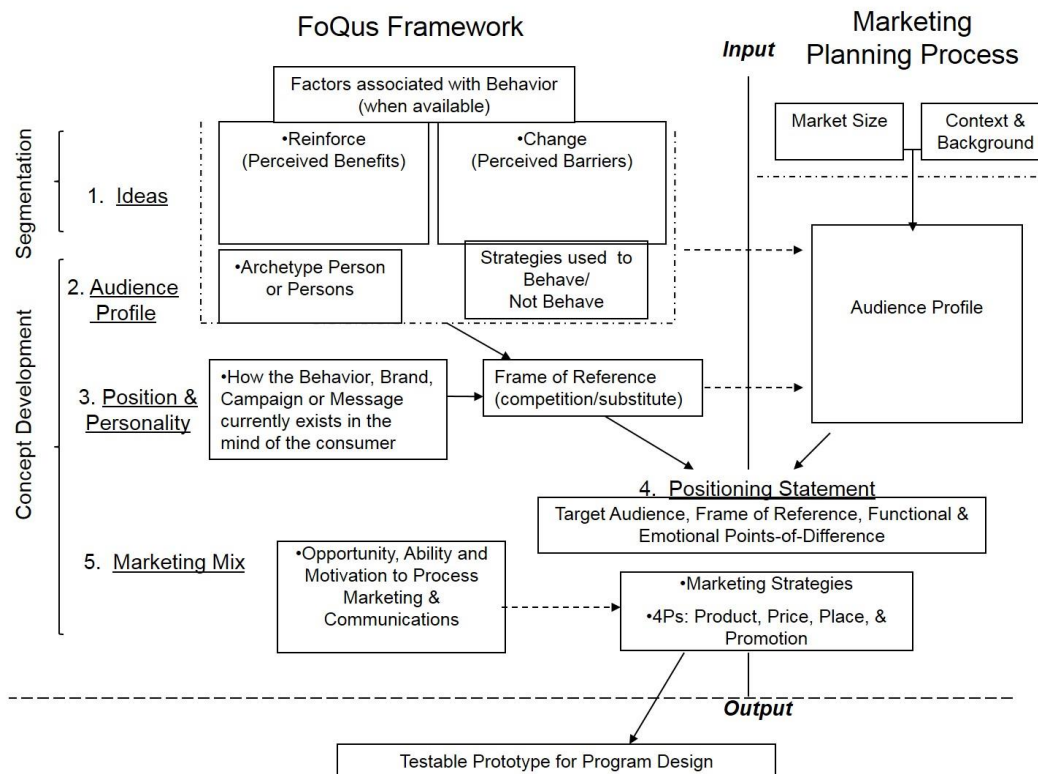 FoQus Framework
Marketing
Planning Process
Input
Factors associated with Behavior
(when available)
Market Size
Context &
Background
Segmentation
1. Ideas
•Reinforce
(Perceived Benefits)
•Change
(Perceived Barriers)
2. Audience
Profile
•Archetype Person
or Persons
Strategies used to
Behave/
Not Behave
Audience Profile
Concept Development
3. Position &
Personality
•How the Behavior, Brand,
Campaign or Message
currently exists in the
mind of the consumer
Frame of Reference
(competition/substitute)
4. Positioning Statement
Target Audience, Frame of Reference, Functional &
Emotional Points-of-Difference
5. Marketing Mix
•Opportunity, Ability and
Motivation to Process
Marketing &
Communications
•Marketing Strategies
•4Ps: Product, Price, Place, &
Promotion
Output
Testable Prototype for Program Design